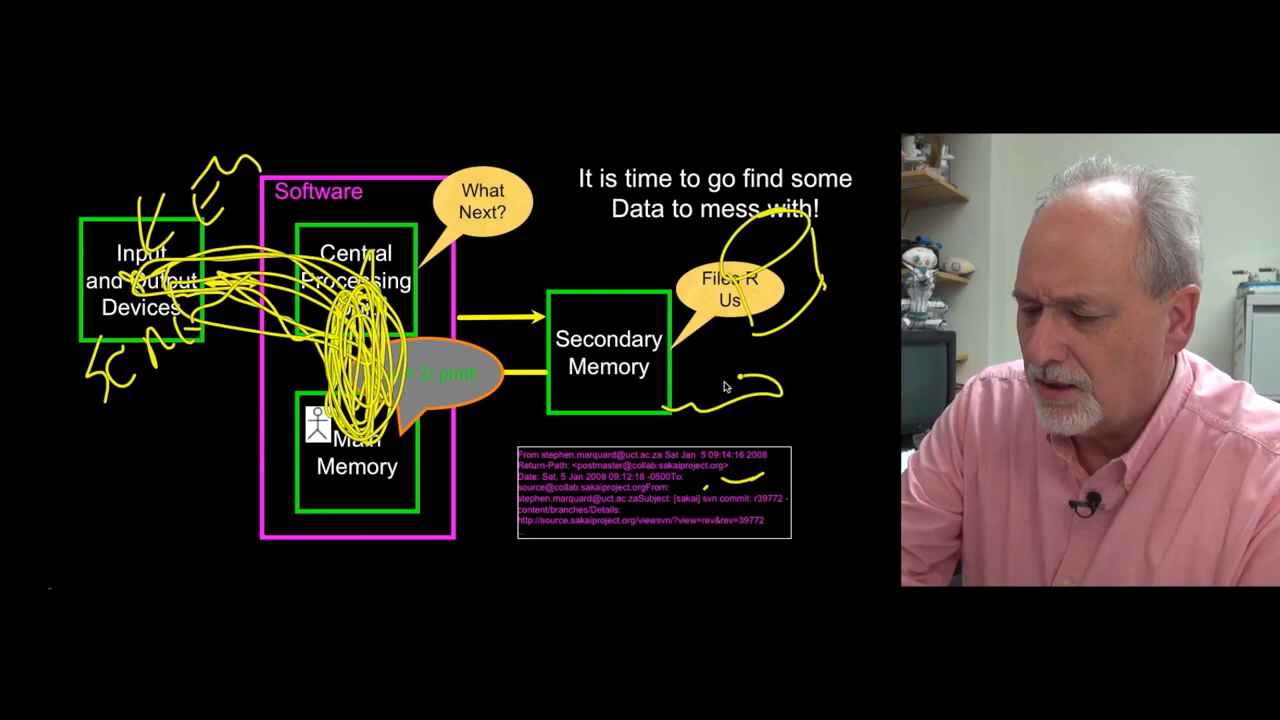 It is time to go find some
Data to mess with!
Software
What
Next?
Input
and Output
Devices
Central
Processing
Files R
Us
Secondary
Memory
: print
Main
Memory
From stephen.marquard@uct.ac.za Sat Jan 5 09:14:16 2008
Return-Path: <postmaster@collab.sakaiproject.org>
Date: Sat, 5 Jan 2008 09:12:18 -0500To:
source@collab.sakaiproject.orgFrom:
stephen.marquard@uct.ac.zaSubject: [sakai] svn commit: r39772 -
content/branches/Details:
http://source.sakaiproject.org/viewsvn/?view=rev&rev=39772
...